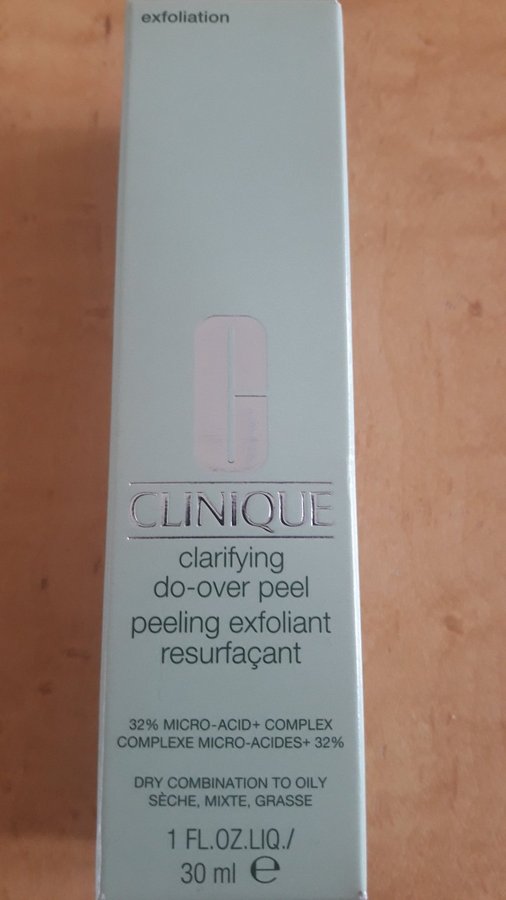 exfoliation
CLINIQUE
clarifying
do-over peel
peeling exfoliant
resurfaçant
32% MICRO-ACID+ COMPLEX
COMPLEXE MICRO-ACIDES+ 32%
DRY COMBINATION TO OILY
SÈCHE, MIXTE, GRASSE
1 FL.OZ.LIQ./
30 ml ℮